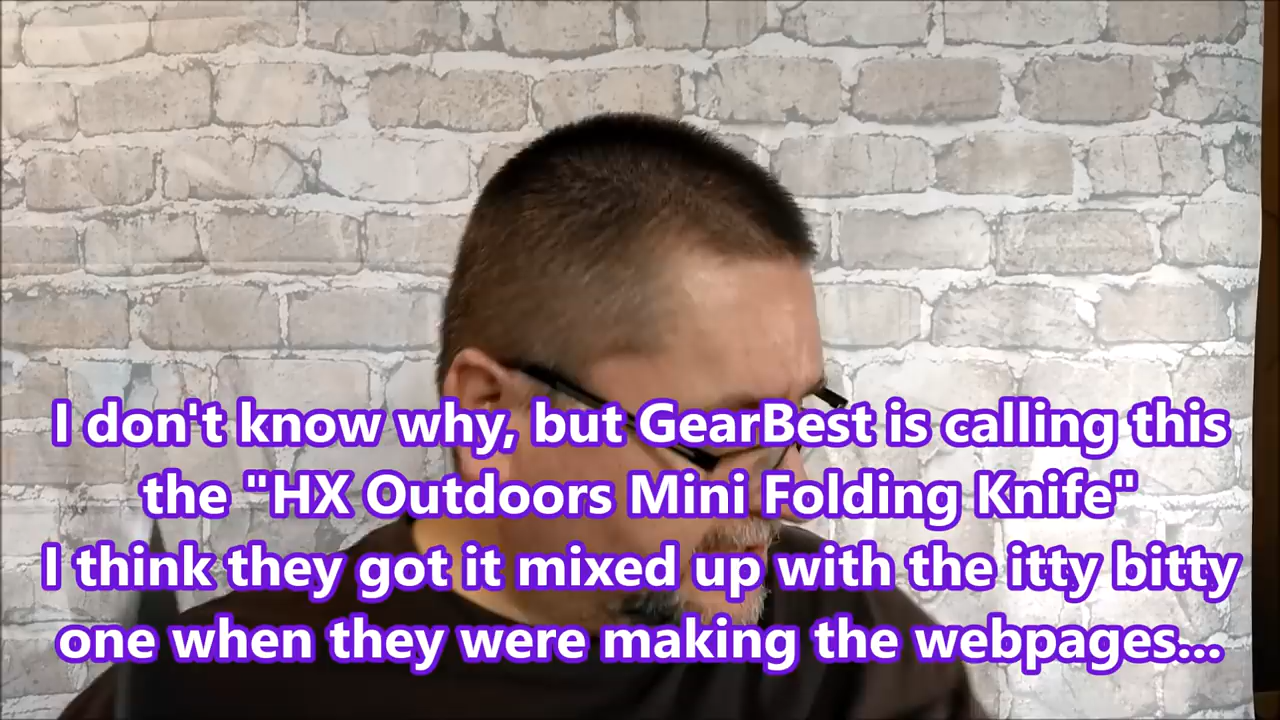 I don't know why, but GearBest is calling this
the "HX Outdoors Mini Folding Knife"
I think they got it mixed up with the itty bitty
one when they were making the webpages...